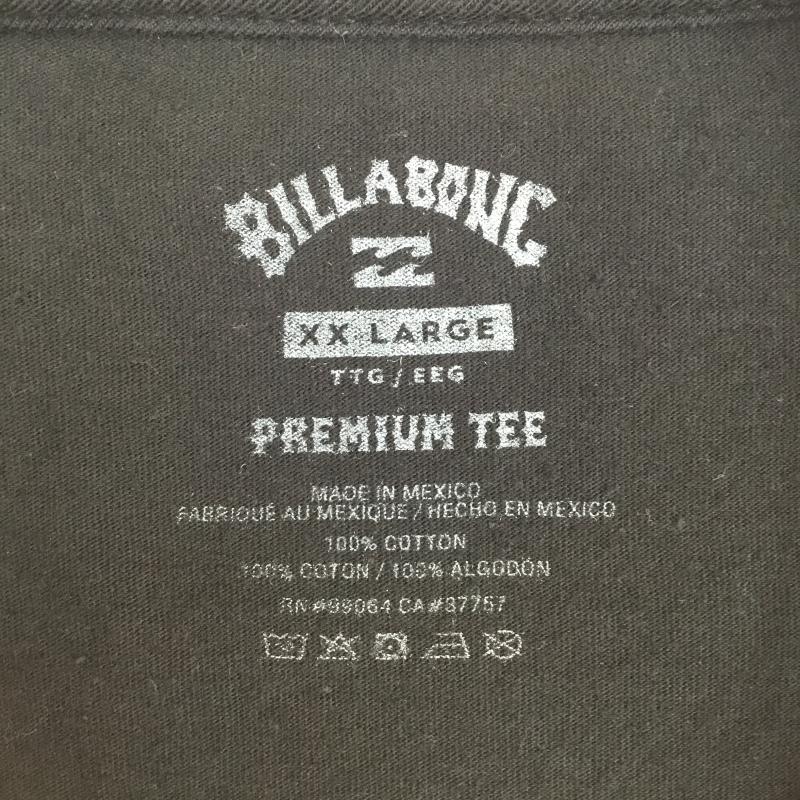 BILLABONG
XX LARGE
TTG / EEG
PREMIUM TEE
MADE IN MEXICO
FABRIQUÉ AU MEXIQUE / HECHO EN MEXICO
100% COTTON
100% COTON / 100% ALGODÓN
RN #99064 CA #37757